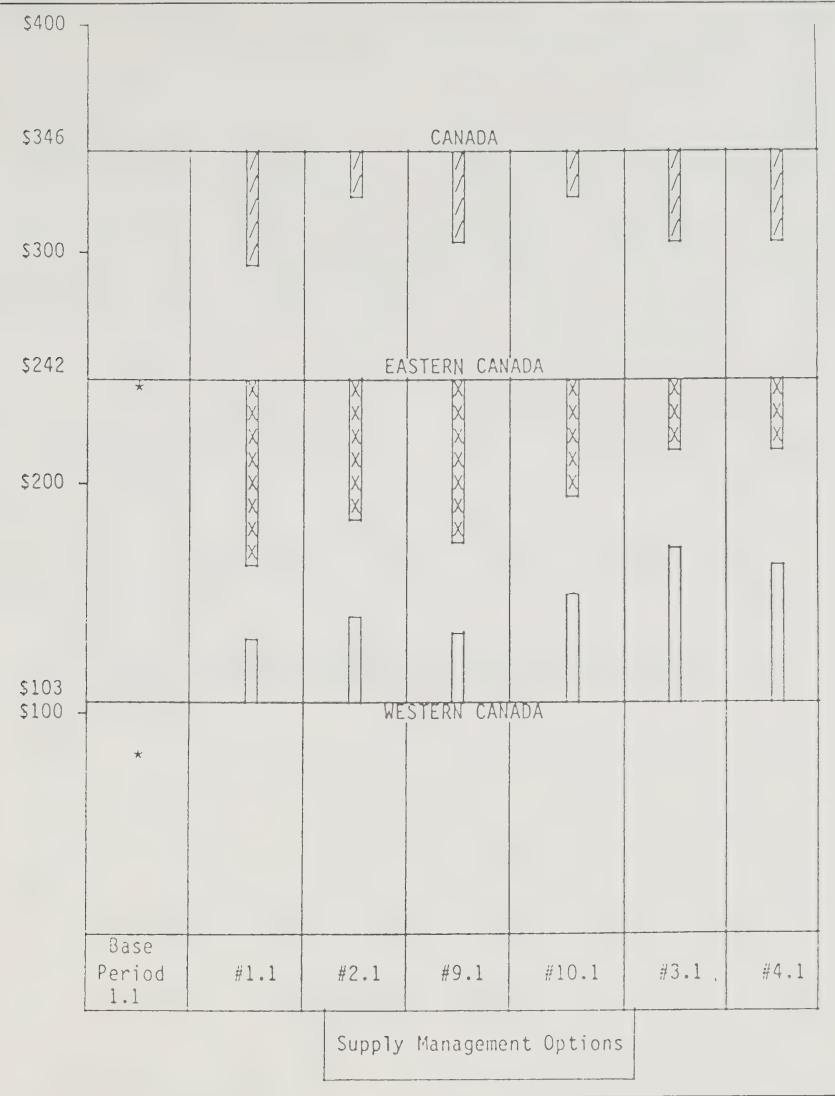 $400
$346
CANADA
$300
$242
EASTERN CANADA
*
$200
$103
$100
WESTERN CANADA
*
Base
Period
1.1
#1.1
#2.1
#9.1
#10.1
#3.1
#4.1
Supply Management Options